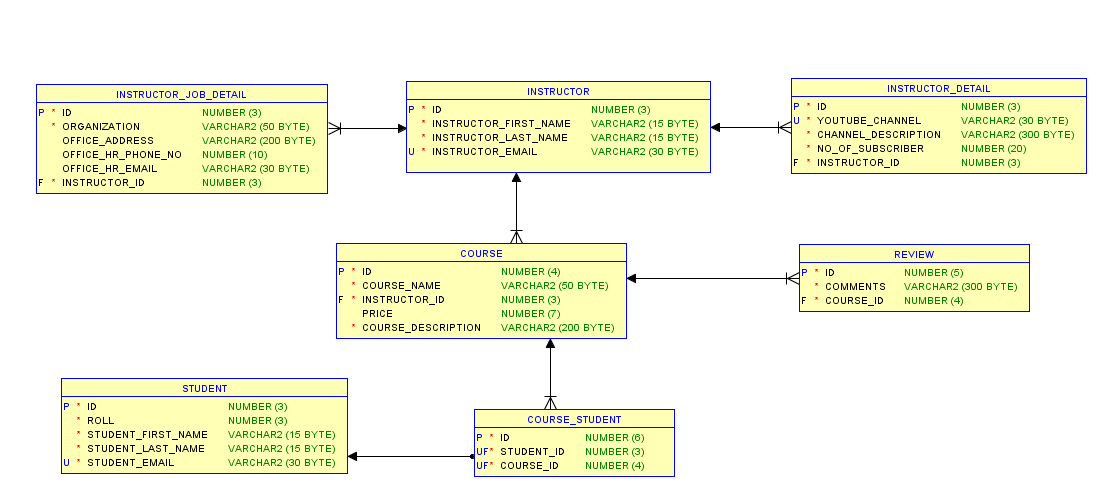 INSTRUCTOR_JOB_DETAIL
P * ID NUMBER (3)
* ORGANIZATION VARCHAR2 (50 BYTE)
OFFICE_ADDRESS VARCHAR2 (200 BYTE)
OFFICE_HR_PHONE_NO NUMBER (10)
OFFICE_HR_EMAIL VARCHAR2 (30 BYTE)
F * INSTRUCTOR_ID NUMBER (3)
INSTRUCTOR
P * ID NUMBER (3)
* INSTRUCTOR_FIRST_NAME VARCHAR2 (15 BYTE)
* INSTRUCTOR_LAST_NAME VARCHAR2 (15 BYTE)
U * INSTRUCTOR_EMAIL VARCHAR2 (30 BYTE)
INSTRUCTOR_DETAIL
P * ID NUMBER (3)
U * YOUTUBE_CHANNEL VARCHAR2 (30 BYTE)
* CHANNEL_DESCRIPTION VARCHAR2 (300 BYTE)
* NO_OF_SUBSCRIBER NUMBER (20)
F * INSTRUCTOR_ID NUMBER (3)
COURSE
P * ID NUMBER (4)
* COURSE_NAME VARCHAR2 (50 BYTE)
F * INSTRUCTOR_ID NUMBER (3)
PRICE NUMBER (7)
* COURSE_DESCRIPTION VARCHAR2 (200 BYTE)
REVIEW
P * ID NUMBER (5)
* COMMENTS VARCHAR2 (300 BYTE)
F * COURSE_ID NUMBER (4)
STUDENT
P * ID NUMBER (3)
* ROLL NUMBER (3)
* STUDENT_FIRST_NAME VARCHAR2 (15 BYTE)
* STUDENT_LAST_NAME VARCHAR2 (15 BYTE)
U * STUDENT_EMAIL VARCHAR2 (30 BYTE)
COURSE_STUDENT
P * ID NUMBER (6)
UF* STUDENT_ID NUMBER (3)
UF* COURSE_ID NUMBER (4)